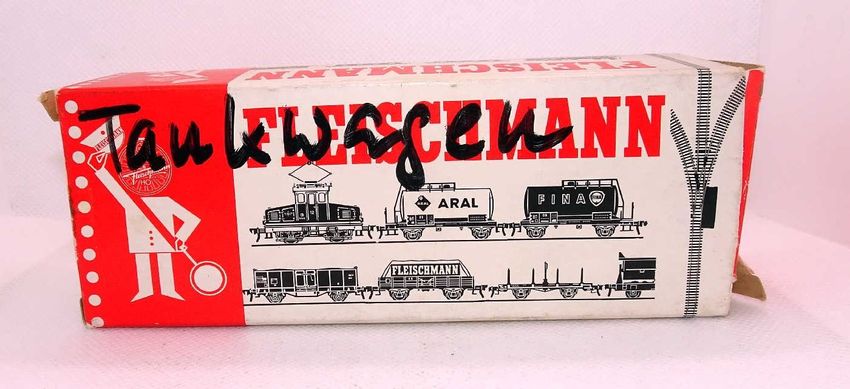 FLEISCHMANN
Tankwagen
FLEISCHMANN
ARAL
FINA
FLEISCHMANN